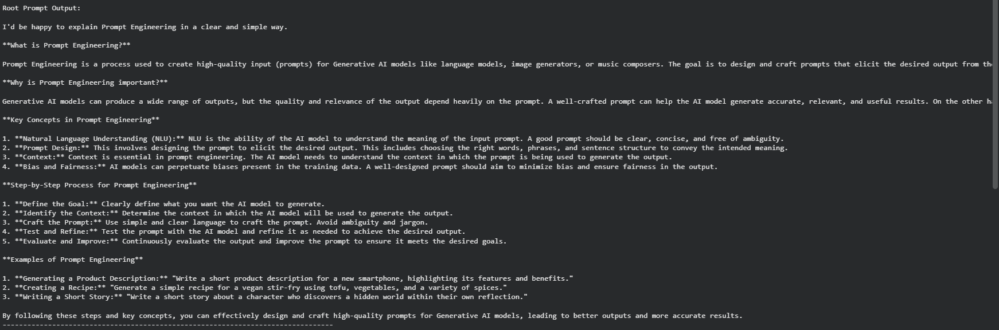 Root Prompt Output:
I'd be happy to explain Prompt Engineering in a clear and simple way.
**What is Prompt Engineering?**
Prompt Engineering is a process used to create high-quality input (prompts) for Generative AI models like language models, image generators, or music composers. The goal is to design and craft prompts that elicit the desired output from
**Why is Prompt Engineering important?**
Generative AI models can produce a wide range of outputs, but the quality and relevance of the output depend heavily on the prompt. A well-crafted prompt can help the AI model generate accurate, relevant, and useful results. On the other
**Key Concepts in Prompt Engineering**
1. **Natural Language Understanding (NLU):** NLU is the ability of the AI model to understand the meaning of the input prompt. A good prompt should be clear, concise, and free of ambiguity.
2. **Prompt Design:** This involves designing the prompt to elicit the desired output. This includes choosing the right words, phrases, and sentence structure to convey the intended meaning.
3. **Context:** Context is essential in prompt engineering. The AI model needs to understand the context in which the prompt is being used to generate the output.
4. **Bias and Fairness:** AI models can perpetuate biases present in the training data. A well-designed prompt should aim to minimize bias and ensure fairness in the output.
**Step-by-Step Process for Prompt Engineering**
1. **Define the Goal:** Clearly define what you want the AI model to generate.
2. **Identify the Context:** Determine the context in which the AI model will be used to generate the output.
3. **Craft the Prompt:** Use simple and clear language to craft the prompt. Avoid ambiguity and jargon.
4. **Test and Refine:** Test the prompt with the AI model and refine it as needed to achieve the desired output.
5. **Evaluate and Improve:** Continuously evaluate the output and improve the prompt to ensure it meets the desired goals.
**Examples of Prompt Engineering**
1. **Generating a Product Description:** "Write a short product description for a new smartphone, highlighting its features and benefits."
2. **Creating a Recipe:** "Generate a simple recipe for a vegan stir-fry using tofu, vegetables, and a variety of spices."
3. **Writing a Short Story:** "Write a short story about a character who discovers a hidden world within their own reflection."
By following these steps and key concepts, you can effectively design and craft high-quality prompts for Generative AI models, leading to better outputs and more accurate results.
--------------------------------------------------------------------------------